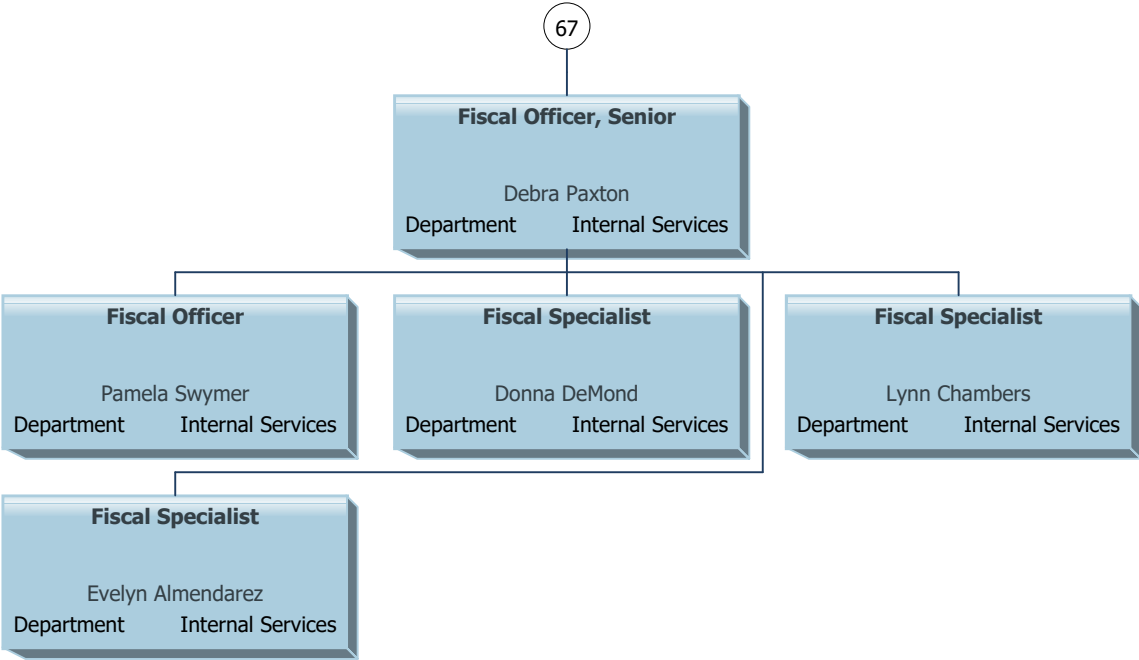 67
Fiscal Officer, Senior
Debra Paxton
Department Internal Services
Fiscal Officer
Pamela Swymer
Department Internal Services
Fiscal Specialist
Donna DeMond
Department Internal Services
Fiscal Specialist
Lynn Chambers
Department Internal Services
Fiscal Specialist
Evelyn Almendarez
Department Internal Services